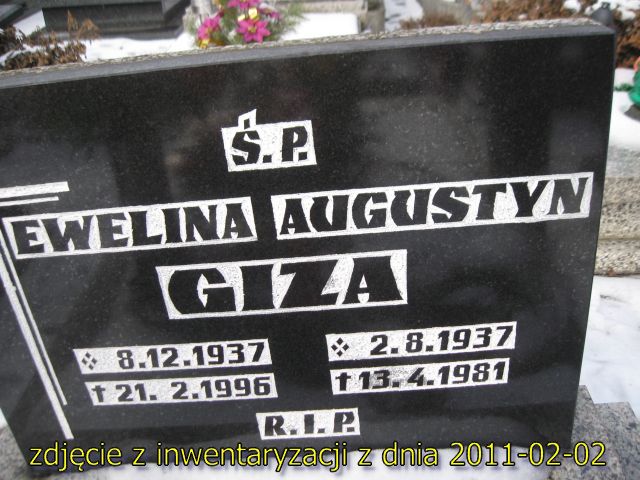 Ś.P.
EWELINA AUGUSTYN
GIZA
8.12.1937 2.8.1937
†21.2.1996 †13.4.1981
R.I.P.
zdjęcie z inwentaryzacji z dnia 2011-02-02